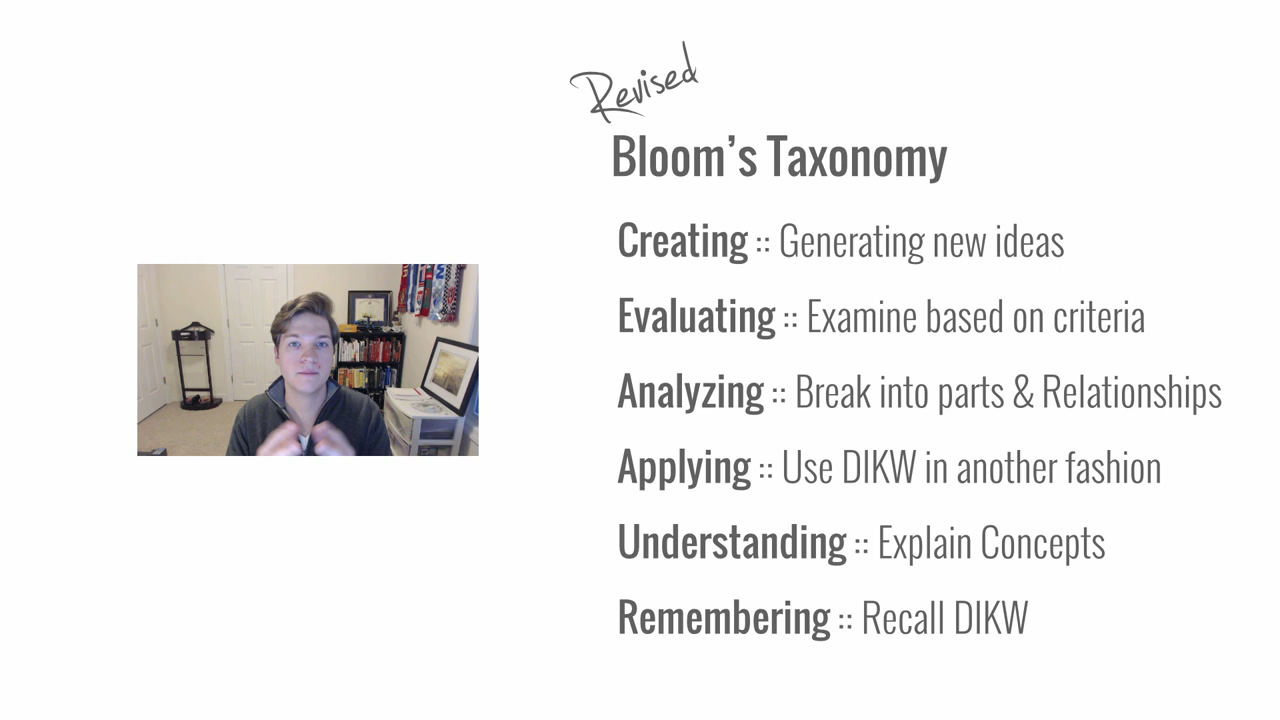 Revised
Bloom’s Taxonomy
Creating :: Generating new ideas
Evaluating :: Examine based on criteria
Analyzing :: Break into parts & Relationships
Applying :: Use DIKW in another fashion
Understanding :: Explain Concepts
Remembering :: Recall DIKW